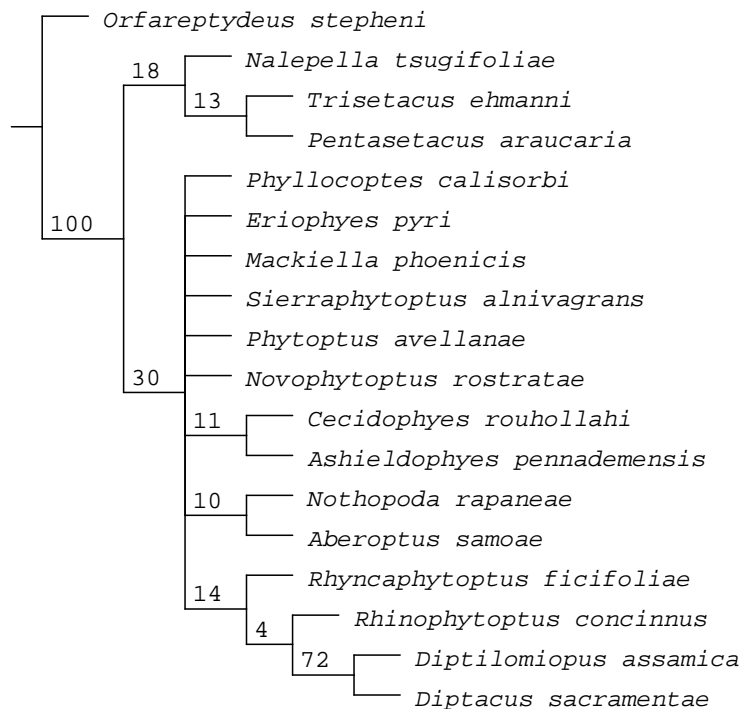 Orfareptydeus stepheni
18 Nalepella tsugifoliae
13 Trisetacus ehmanni
Pentasetacus araucaria
Phyllocoptes calisorbi
100 Eriophyes pyri
Mackiella phoenicis
Sierraphytoptus alnivagrans
Phytoptus avellanae
30 Novophytoptus rostratae
11 Cecidophyes rouhollahi
Ashieldophyes pennademensis
10 Nothopoda rapaneae
Aberoptus samoae
14 Rhyncaphytoptus ficifoliae
4 Rhinophytoptus concinnus
72 Diptilomiopus assamica
Diptacus sacramentae